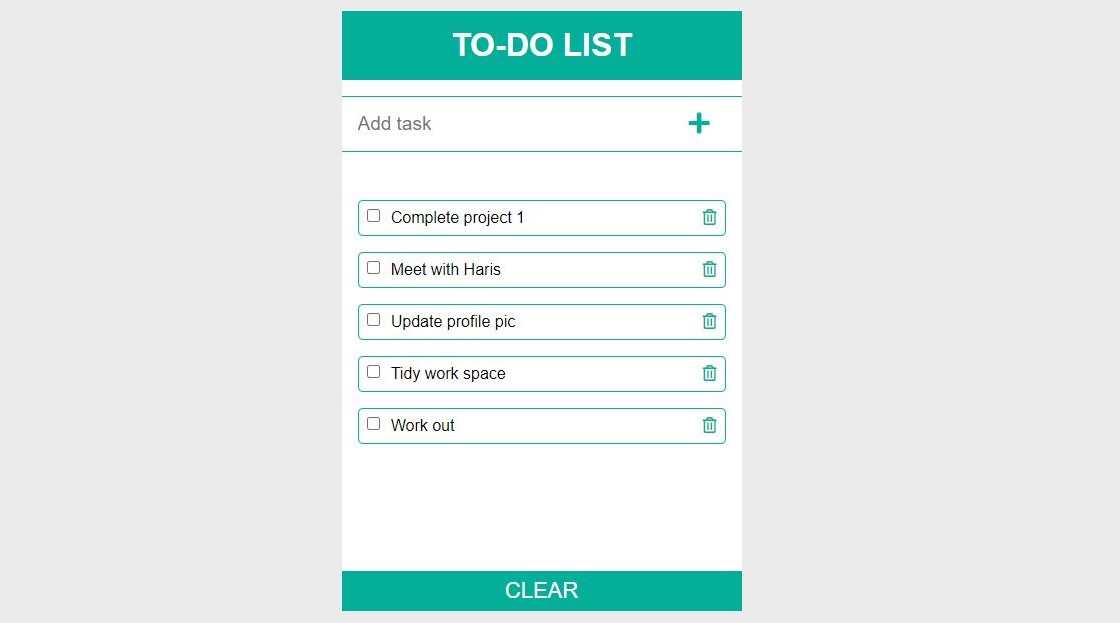 TO-DO LIST
Add task
Complete project 1
Meet with Haris
Update profile pic
Tidy work space
Work out
CLEAR